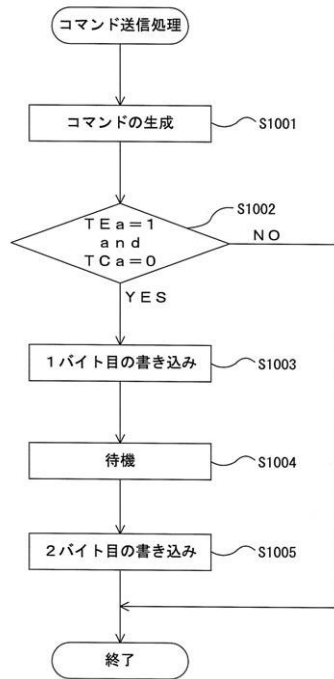 コマンド送信処理
コマンドの生成
S1001
S1002
TEa=1
and
TCa=0
NO
YES
1バイト目の書き込み
S1003
待機
S1004
2バイト目の書き込み
S1005
終了